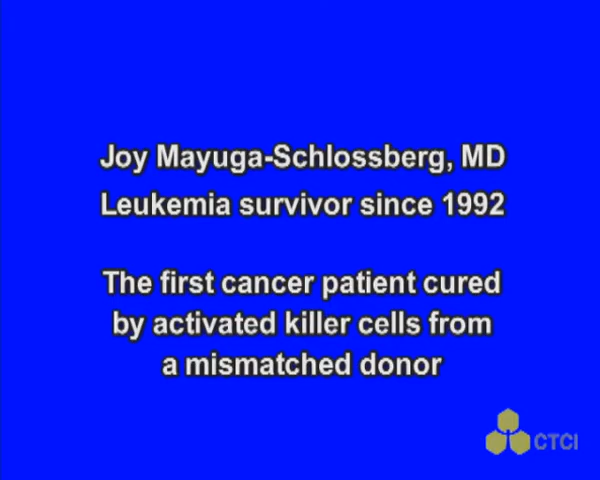 Joy Mayuga-Schlossberg, MD
Leukemia survivor since 1992
The first cancer patient cured
by activated killer cells from
a mismatched donor
CTCI